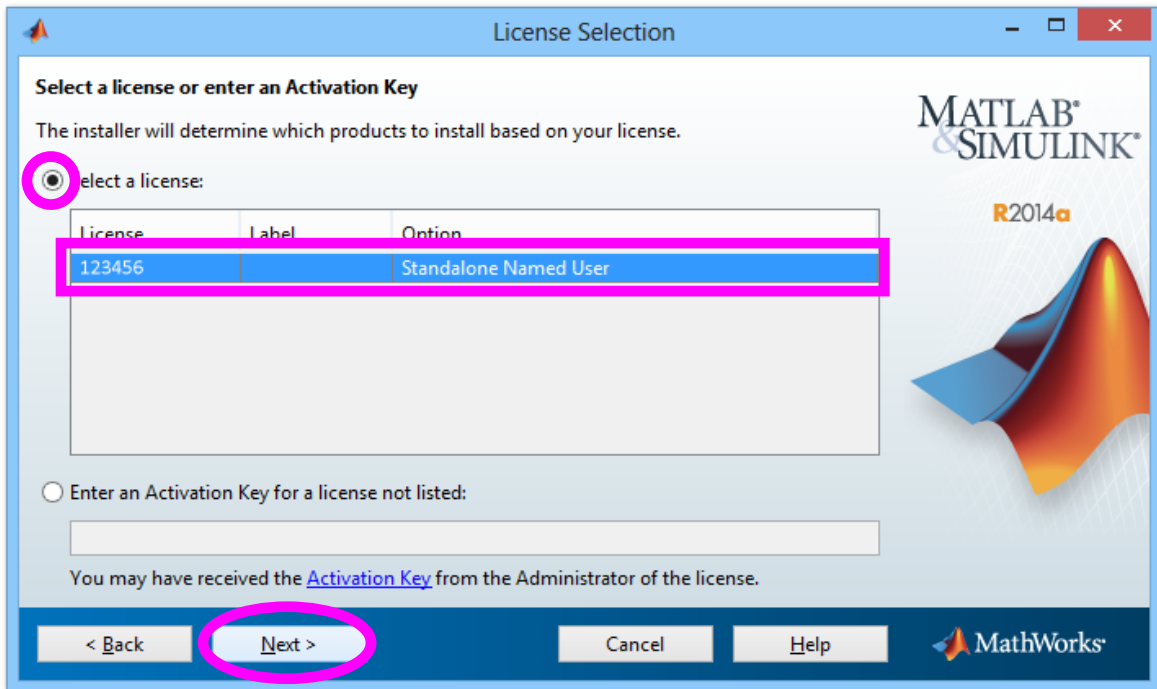 License Selection
Select a license or enter an Activation Key
The installer will determine which products to install based on your license.
MATLAB®
&SIMULINK®
R2014a
elect a license:
License Label Option
123456 Standalone Named User
Enter an Activation Key for a license not listed:
You may have received the Activation Key from the Administrator of the license.
< Back Next > Cancel Help MathWorks®